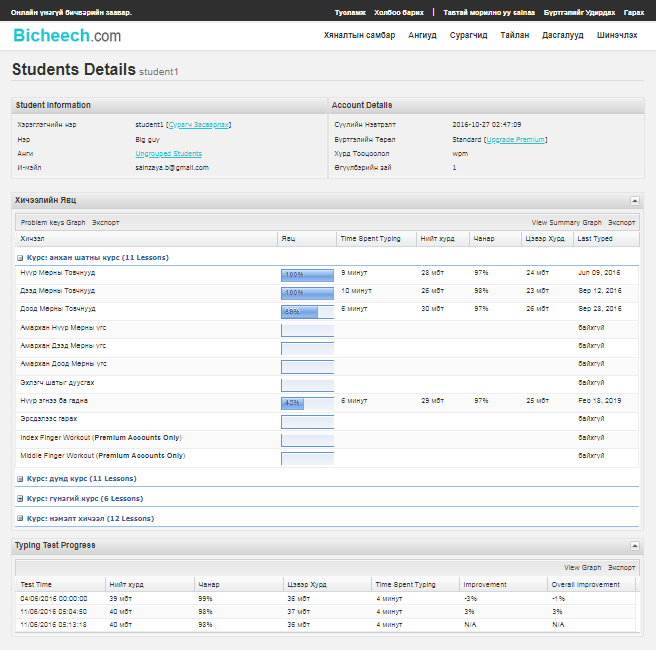 Онлайн үнэгүй бичвэрийн заавар.
Туоламж Холбоо барих | Тавтай морилно уу sainaa Бүртгэлийг Удирдах Гарах
Bicheech.com
Хяналтын самбар Ангиуд Сурагчид Тайлан Дасгалууд Шинэчлэх
Students Details student1
Student Information Account Details
Хэрэглэгчийн нэр student1 [Сурагч Засварлах] Сүүлийн Нэвтрэлт 2016-10-27 02:47:09
Нэр Big guy Бүртгэлийн Төрөл Standard [Upgrade Premium]
Анги Ungrouped Students Хурд Тооцоолол wpm
И-мэйл sainzaya.b@gmail.com Өгүүлбэрийн зай 1
Хичээлийн Явц
Problem keys Graph Экспорт View Summary Graph Экспорт
Хичээл Явц Time Spent Typing Нийт хурд Чанар Цэвэр Хурд Last Typed
Курс: анхан шатны курс (11 Lessons)
Нүүр Мөрны Товчнууд 100% 9 минут 28 мбт 97% 24 мбт Jun 09, 2016
Дээд Мөрны Товчнууд 100% 10 минут 26 мбт 98% 23 мбт Sep 12, 2016
Доод Мөрны Товчнууд 5 минут 30 мбт 97% 26 мбт Sep 28, 2016
Амархан Нүүр Мөрны үгс байхгүй
Амархан Дээд Мөрны үгс байхгүй
Амархан Доод Мөрны үгс байхгүй
Эхлэгч шатыг дуусгах байхгүй
Нүүр эгнээ ба гадна 42% 5 минут 29 мбт 97% 25 мбт Feb 18, 2019
Эрсдэлээс гарах байхгүй
Index Finger Workout (Premium Accounts Only) байхгүй
Middle Finger Workout (Premium Accounts Only) байхгүй
Курс: дунд курс (11 Lessons)
Курс: гүнзгий курс (6 Lessons)
Курс: нэмэлт хичээл (12 Lessons)
Typing Test Progress
View Graph Экспорт
Test Time Нийт хурд Чанар Цэвэр Хурд Time Spent Typing Improvement Overall Improvement
04/06/2016 00:00:00 39 мбт 99% 36 мбт 4 минут -3% -1%
11/06/2016 05:04:50 40 мбт 98% 37 мбт 4 минут 3% 3%
11/06/2016 05:13:18 40 мбт 98% 36 мбт 4 минут N/A N/A